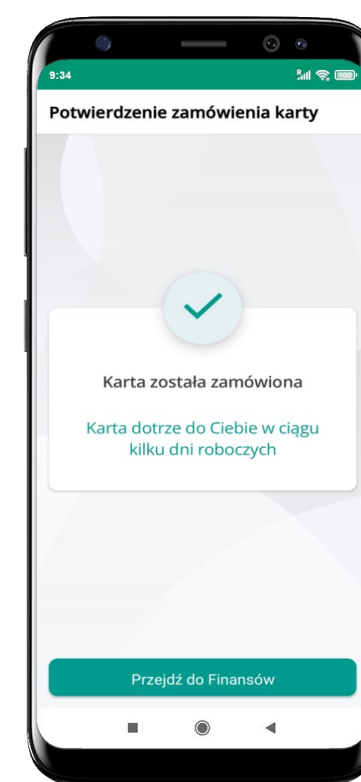 9:34
Potwierdzenie zamówienia karty
Karta została zamówiona
Karta dotrze do Ciebie w ciągu
kilku dni roboczych
Przejdź do Finansów